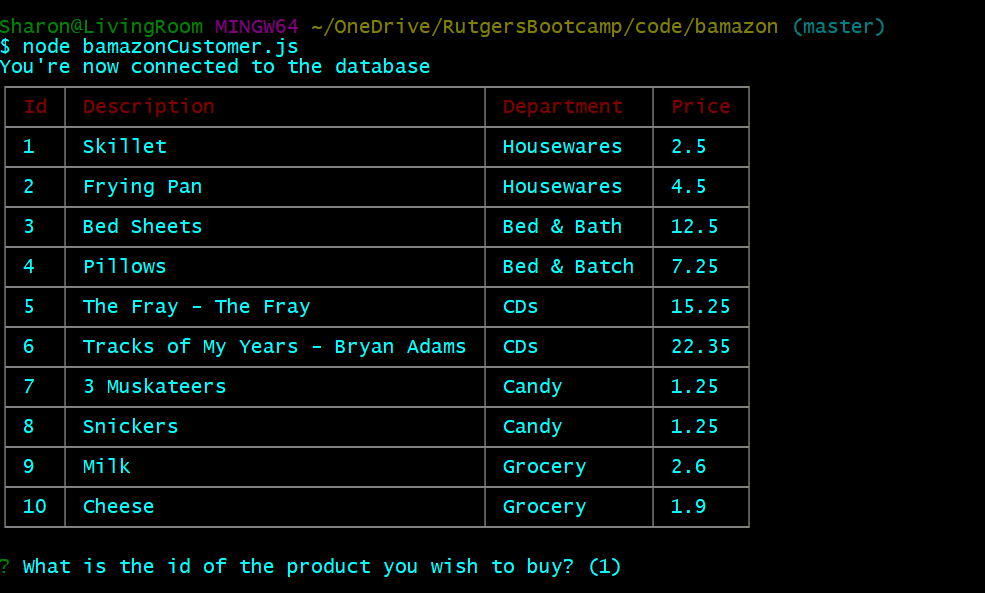 Sharon@LivingRoom MINGW64 ~/OneDrive/RutgersBootcamp/code/bamazon (master)
$ node bamazonCustomer.js
You're now connected to the database
Id Description Department Price
1 Skillet Housewares 2.5
2 Frying Pan Housewares 4.5
3 Bed Sheets Bed & Bath 12.5
4 Pillows Bed & Batch 7.25
5 The Fray - The Fray CDs 15.25
6 Tracks of My Years - Bryan Adams CDs 22.35
7 3 Muskateers Candy 1.25
8 Snickers Candy 1.25
9 Milk Grocery 2.6
10 Cheese Grocery 1.9
? What is the id of the product you wish to buy? (1)